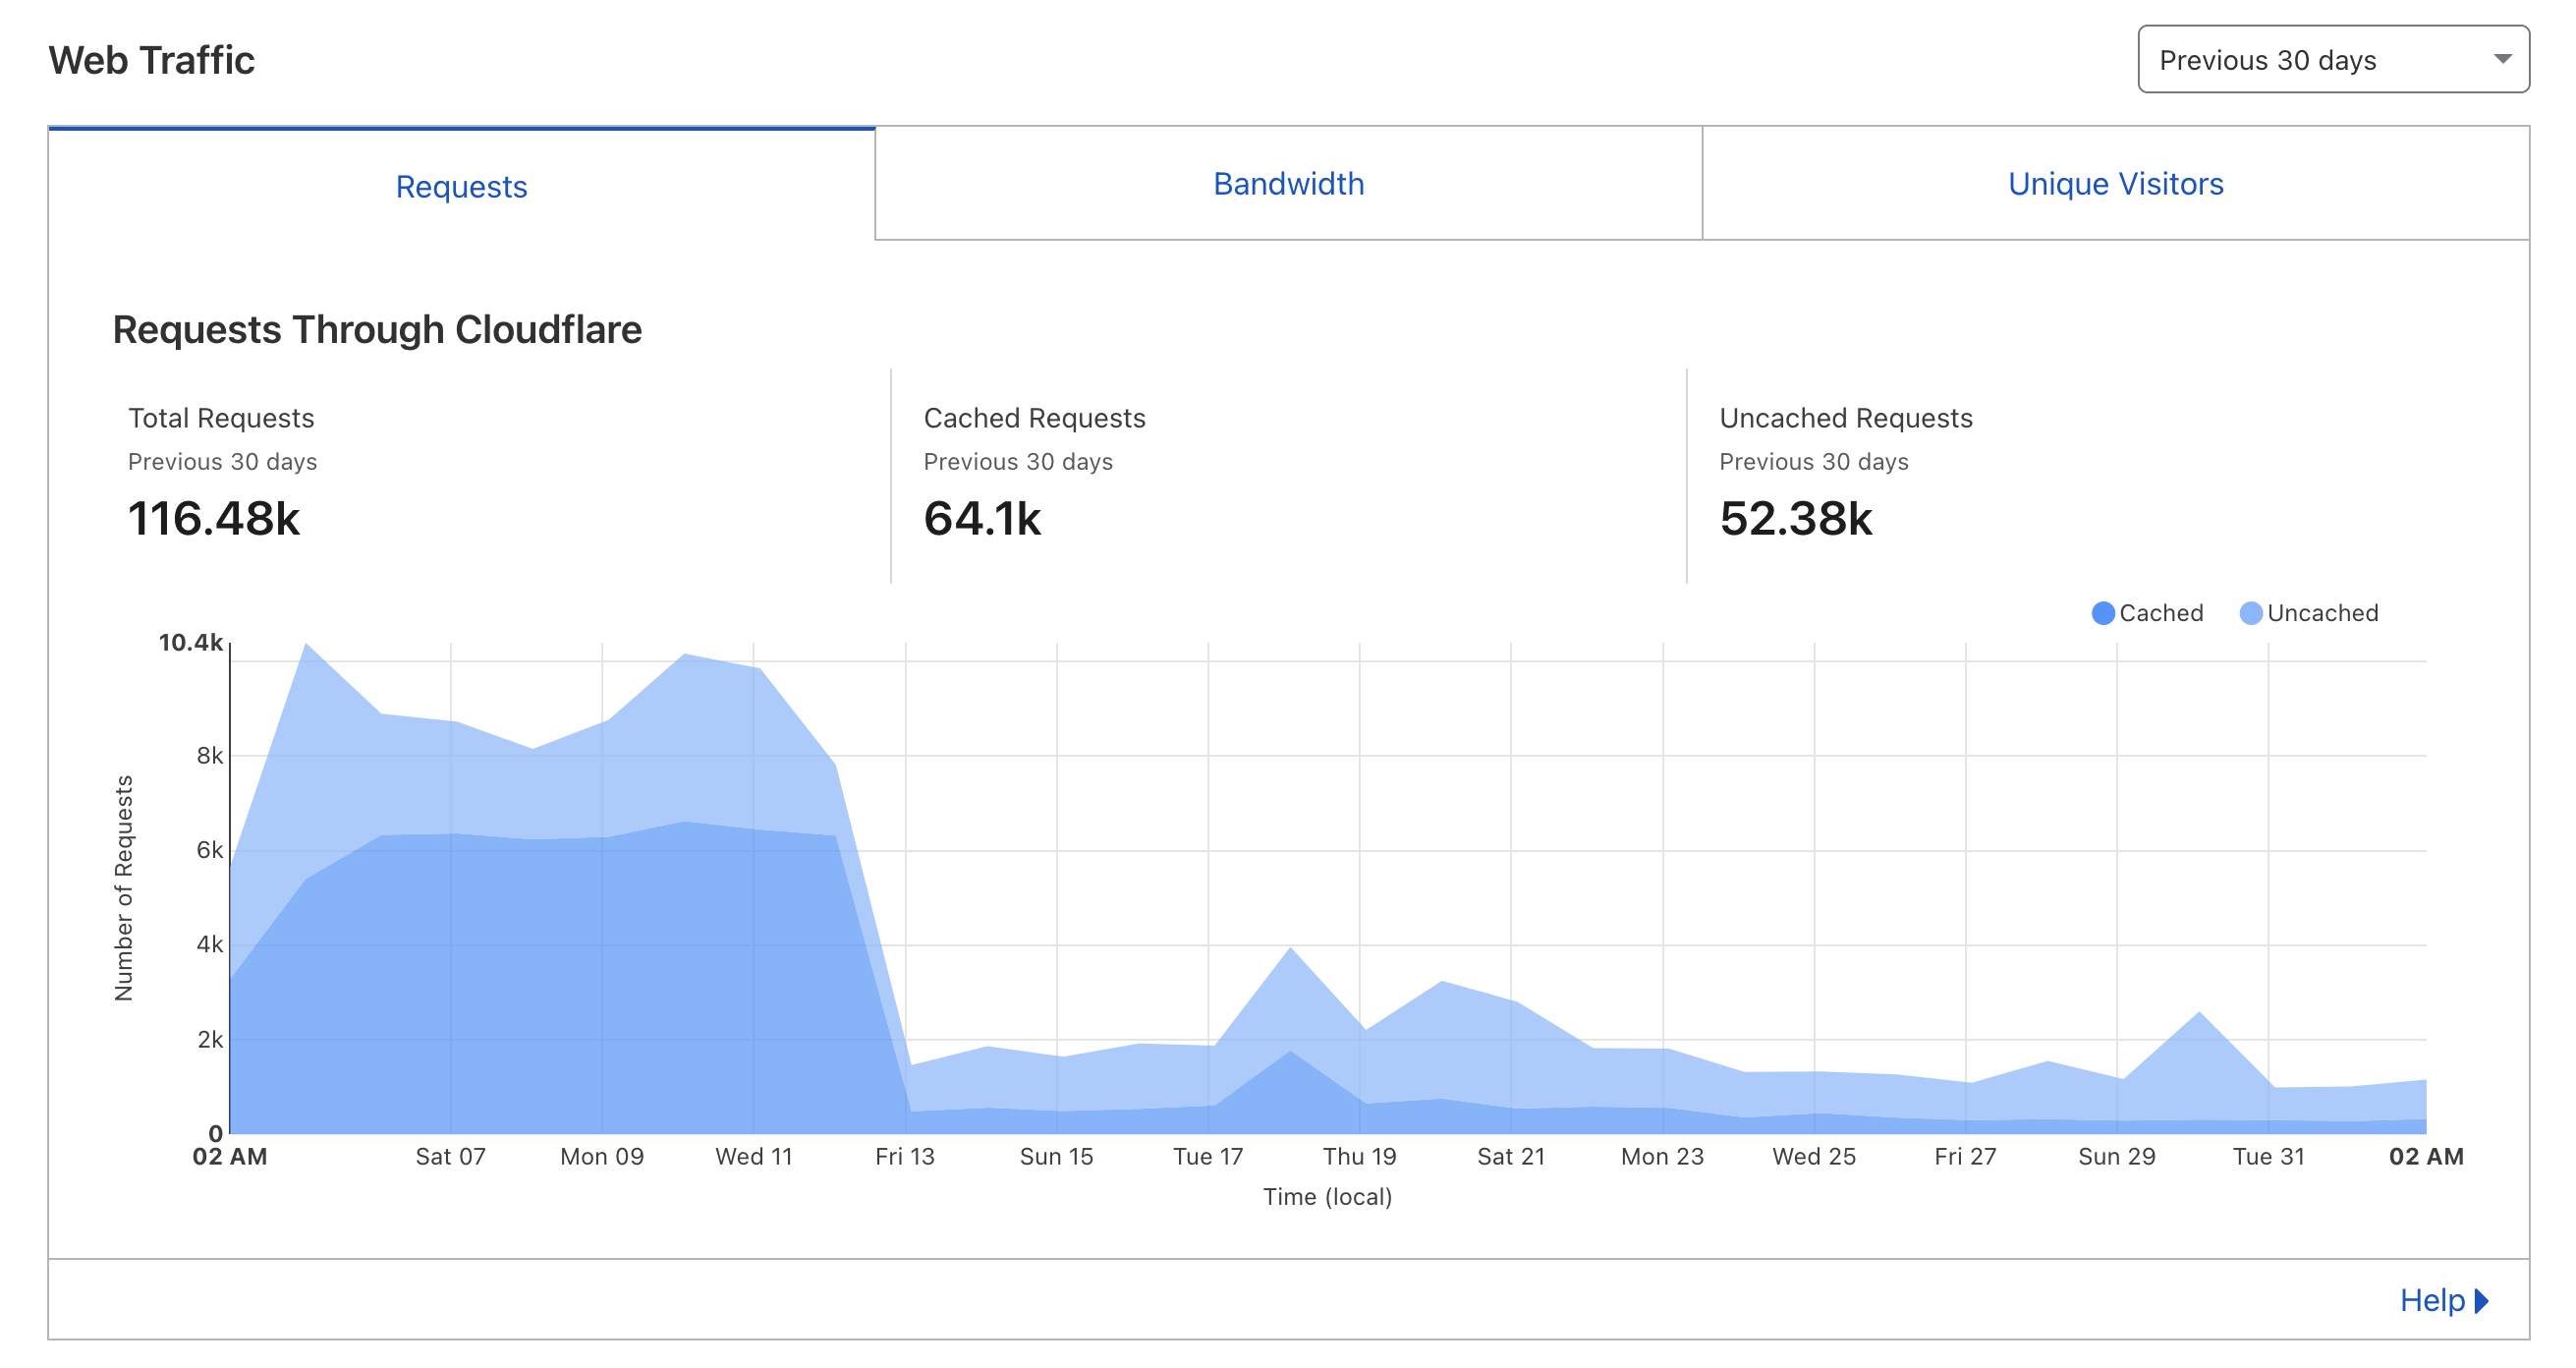 Web Traffic
Previous 30 days
Requests
Bandwidth
Unique Visitors
Requests Through Cloudflare
Total Requests
Previous 30 days
116.48k
Cached Requests
Previous 30 days
64.1k
Uncached Requests
Previous 30 days
52.38k
Cached
Uncached
Number of Requests
10.4k
8k
6k
4k
2k
0
02 AM
Sat 07
Mon 09
Wed 11
Fri 13
Sun 15
Tue 17
Thu 19
Sat 21
Mon 23
Wed 25
Fri 27
Sun 29
Tue 31
02 AM
Time (local)
Help